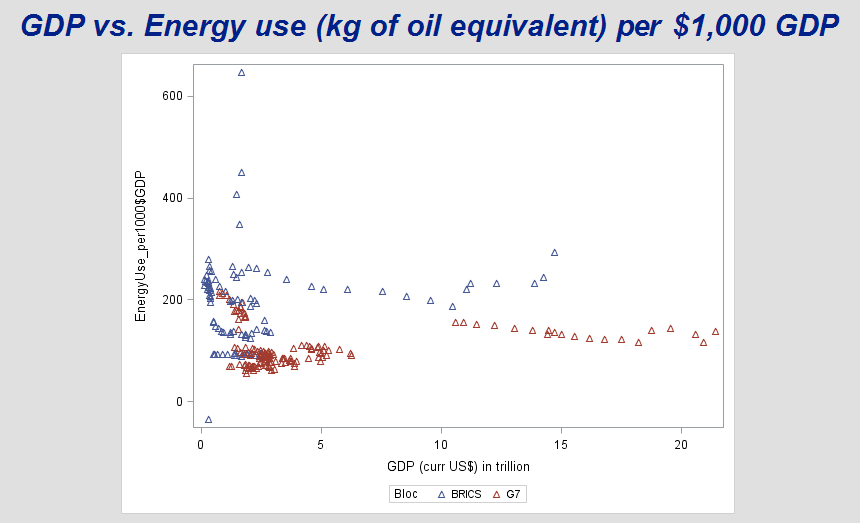 GDP vs. Energy use (kg of oil equivalent) per $1,000 GDP
600
400
200
0
EnergyUse_per1000$GDP
0 5 10 15 20
GDP (curr US$) in trillion
Bloc BRICS G7